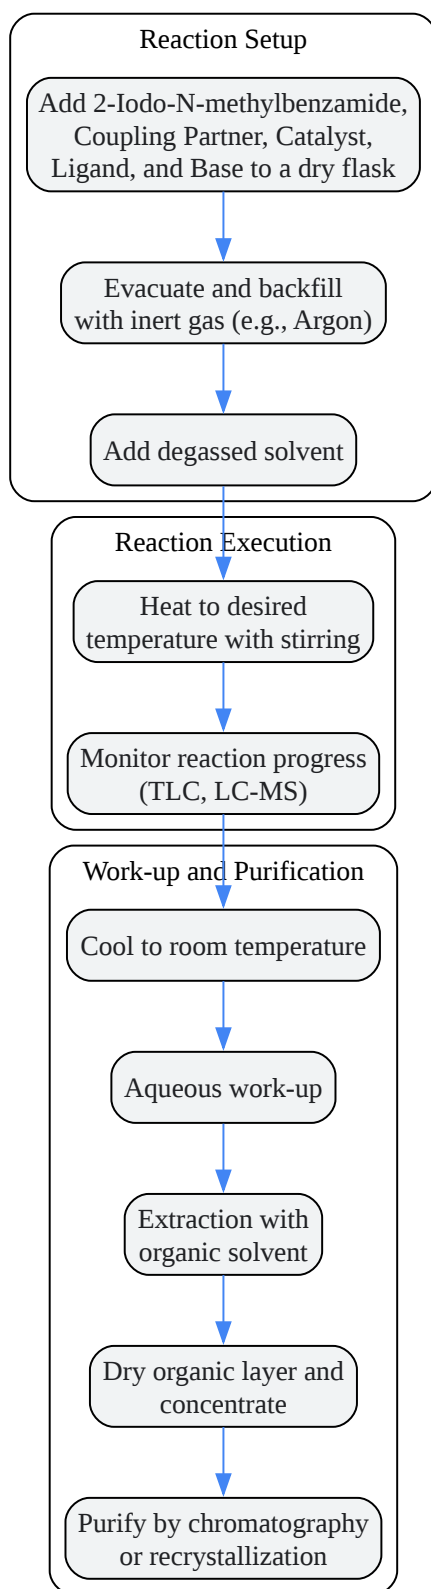 Reaction Setup
Add 2-Iodo-N-methylbenzamide,
Coupling Partner, Catalyst,
Ligand, and Base to a dry flask
Evacuate and backfill
with inert gas (e.g., Argon)
Add degassed solvent
Reaction Execution
Heat to desired
temperature with stirring
Monitor reaction progress
(TLC, LC-MS)
Work-up and Purification
Cool to room temperature
Aqueous work-up
Extraction with
organic solvent
Dry organic layer and
concentrate
Purify by chromatography
or recrystallization